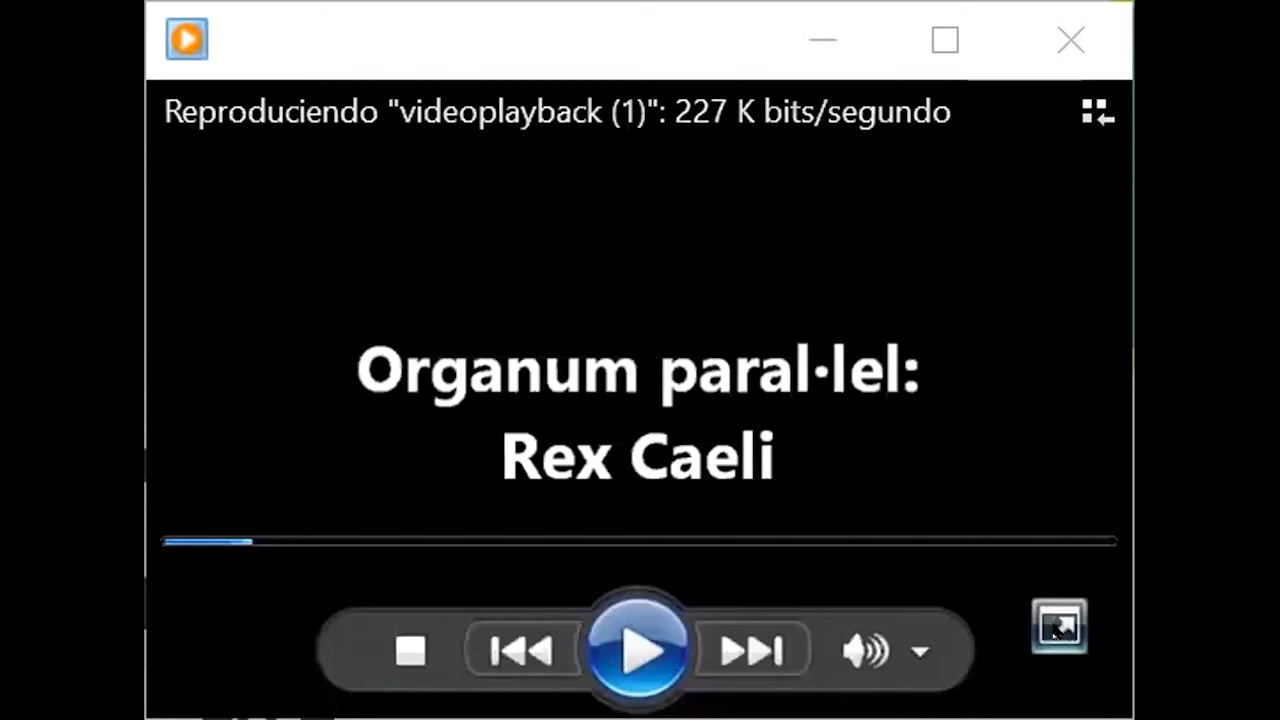 Reproduciendo "videoplayback (1)": 227 K bits/segundo
Organum paral·lel:
Rex Caeli